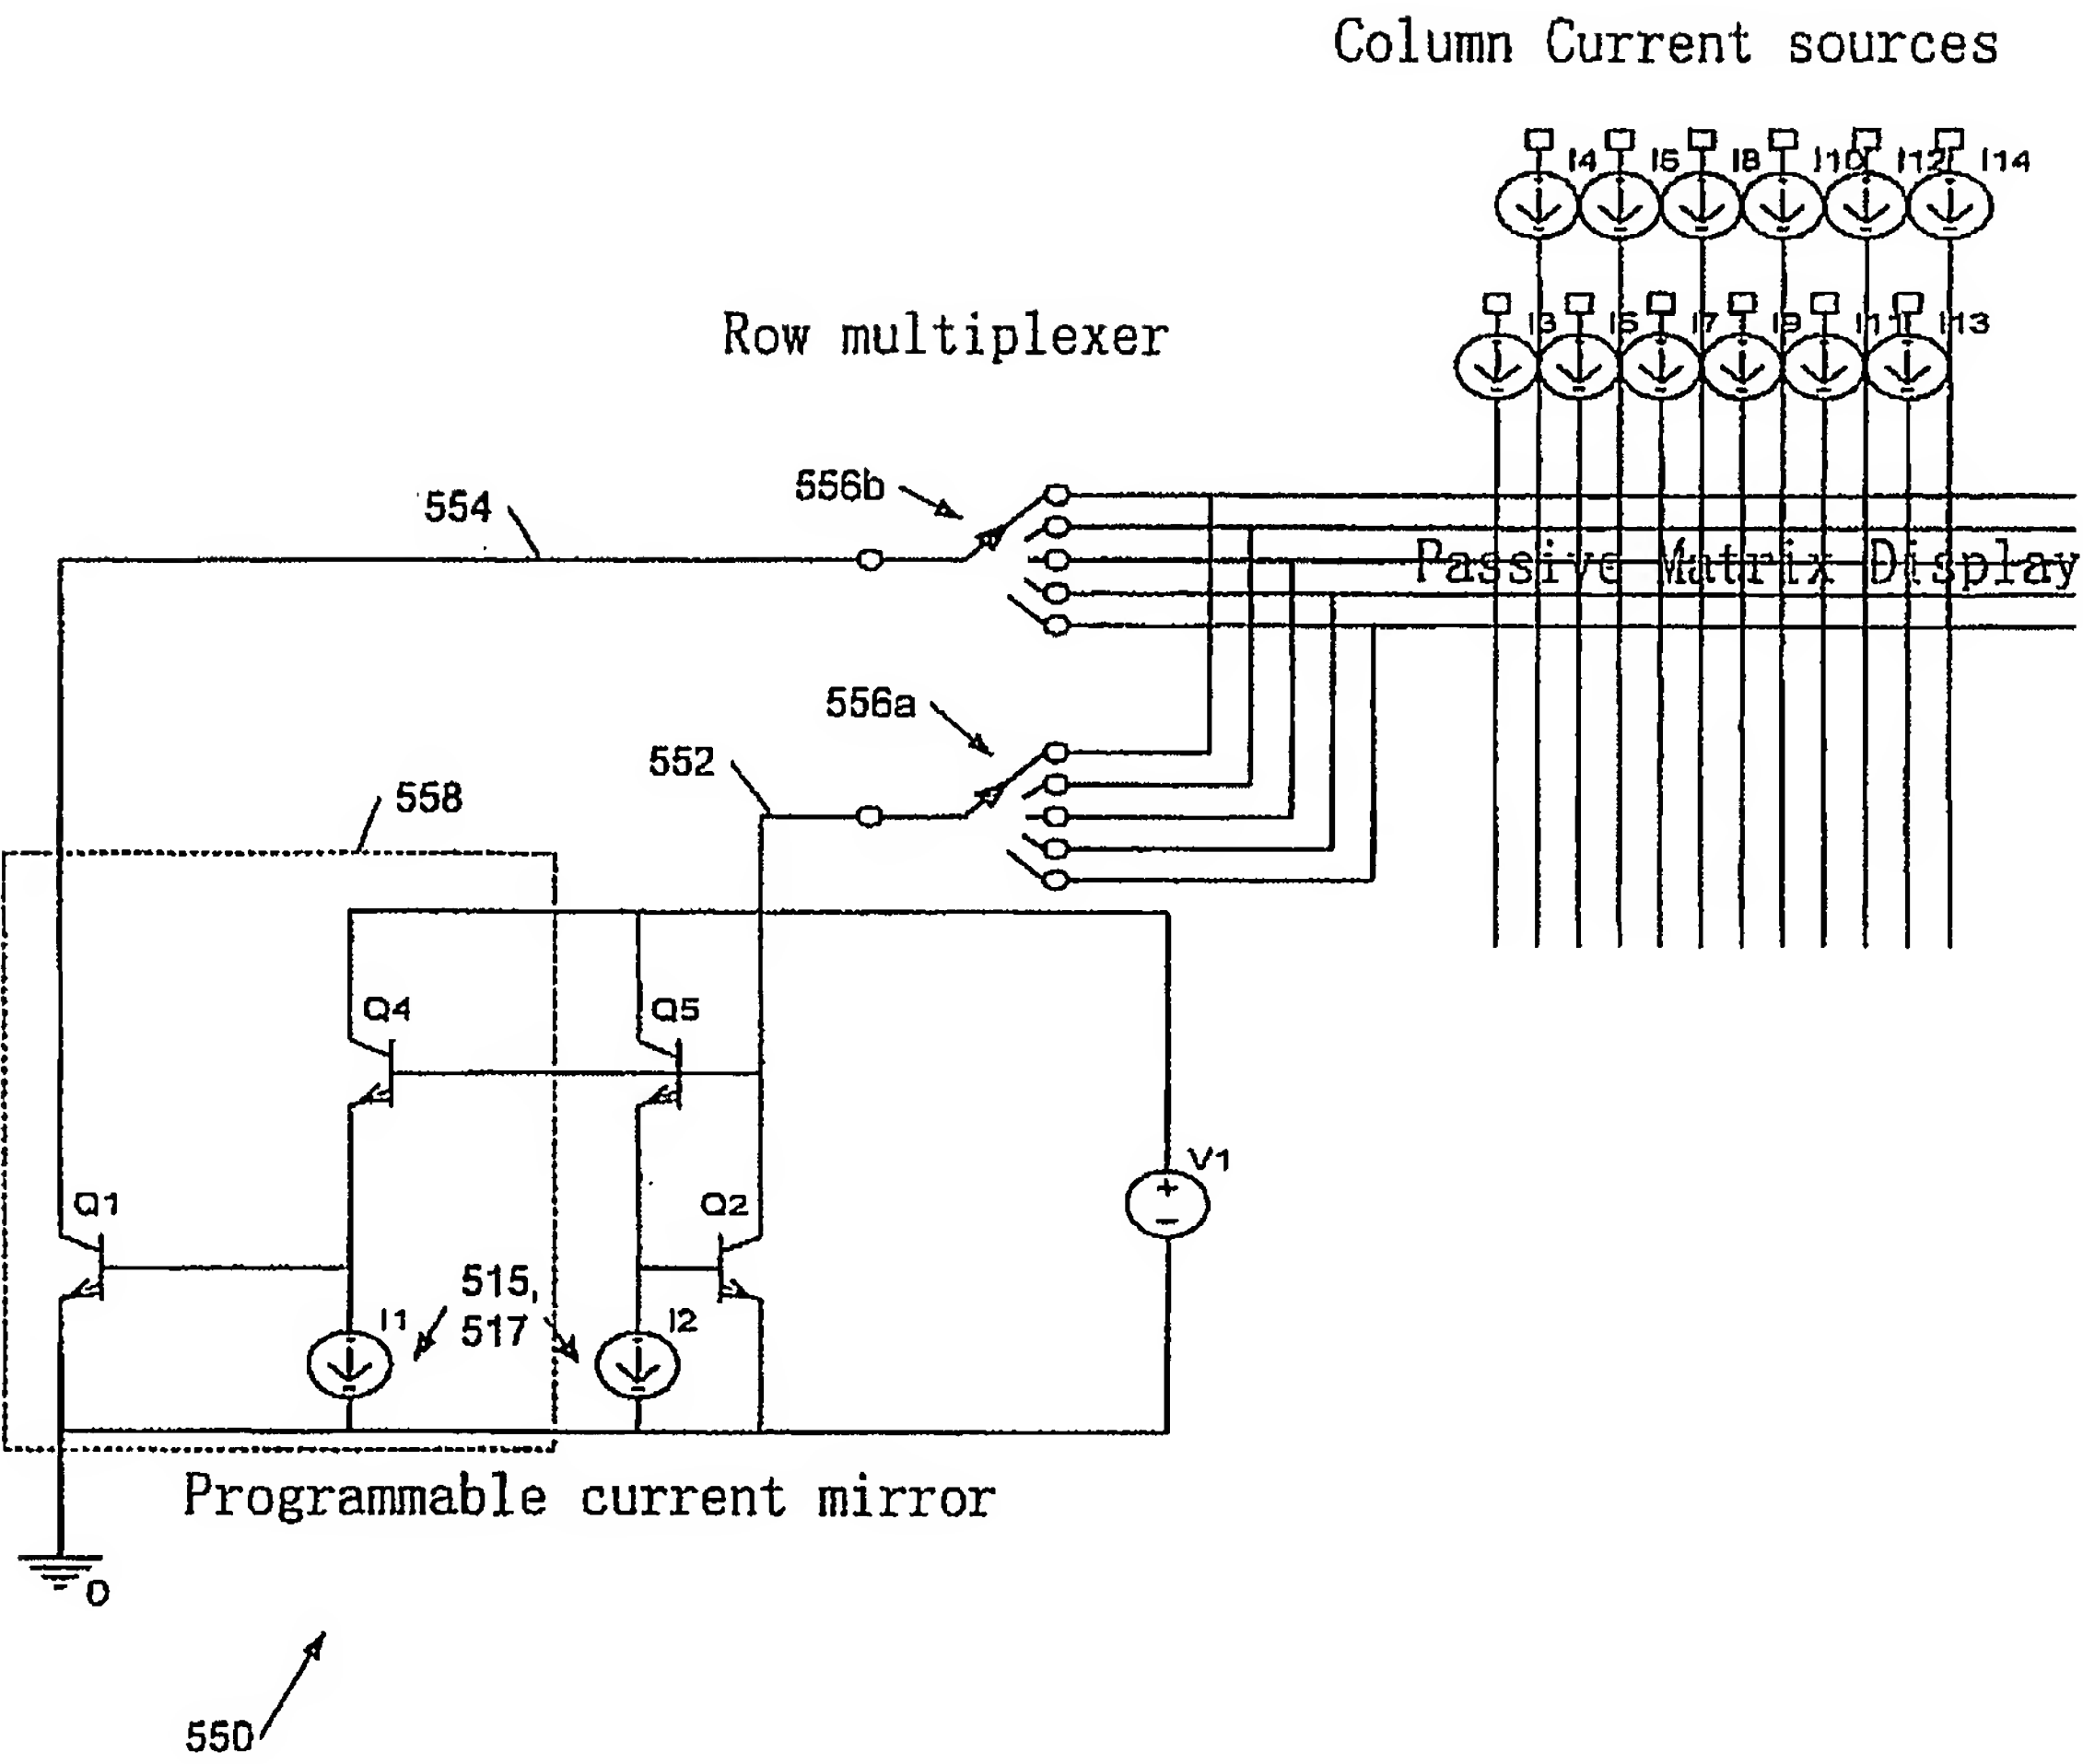 Column Current sources
I4 I5 I8 I10 I12 I14
I3 I6 I7 I9 I11 I13
Row multiplexer
556b
554
Passive Matrix Display
556a
552
558
Q4 Q5
V1
Q1 Q2
515,
517
I1 I2
Programmable current mirror
0
550